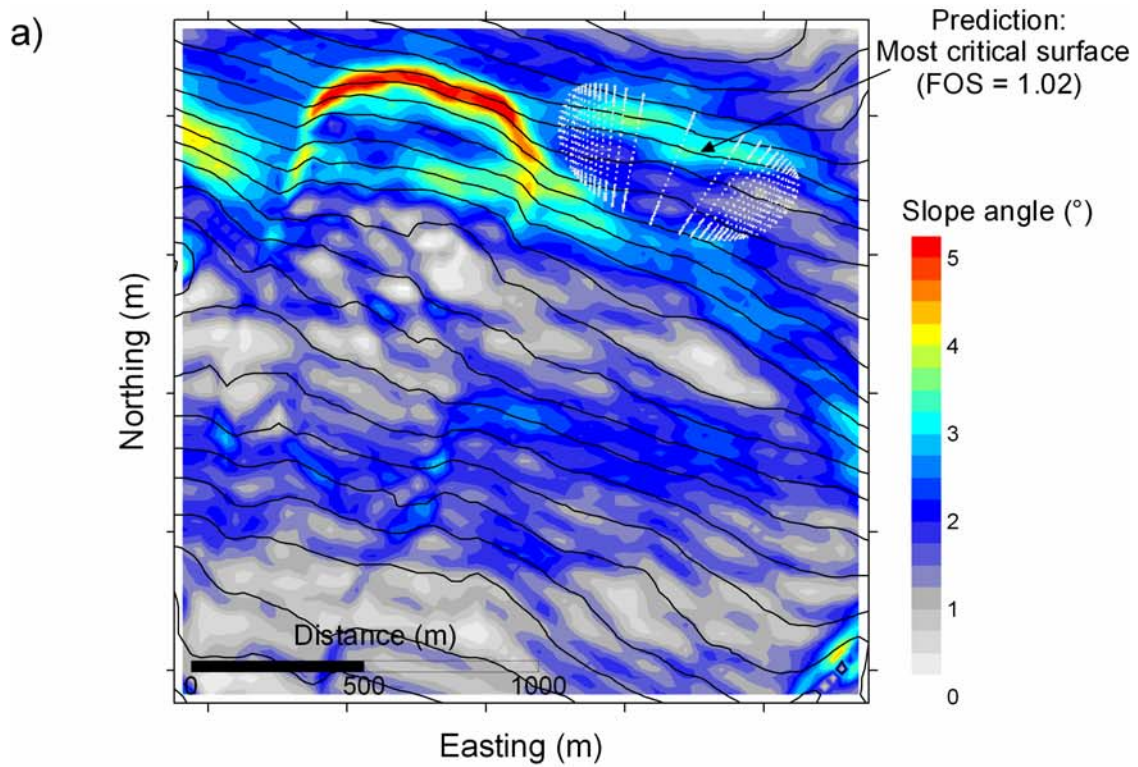 a)
Prediction:
Most critical surface
(FOS = 1.02)
Slope angle (°)
5
4
3
2
1
0
Northing (m)
Distance (m)
0
500
1000
Easting (m)